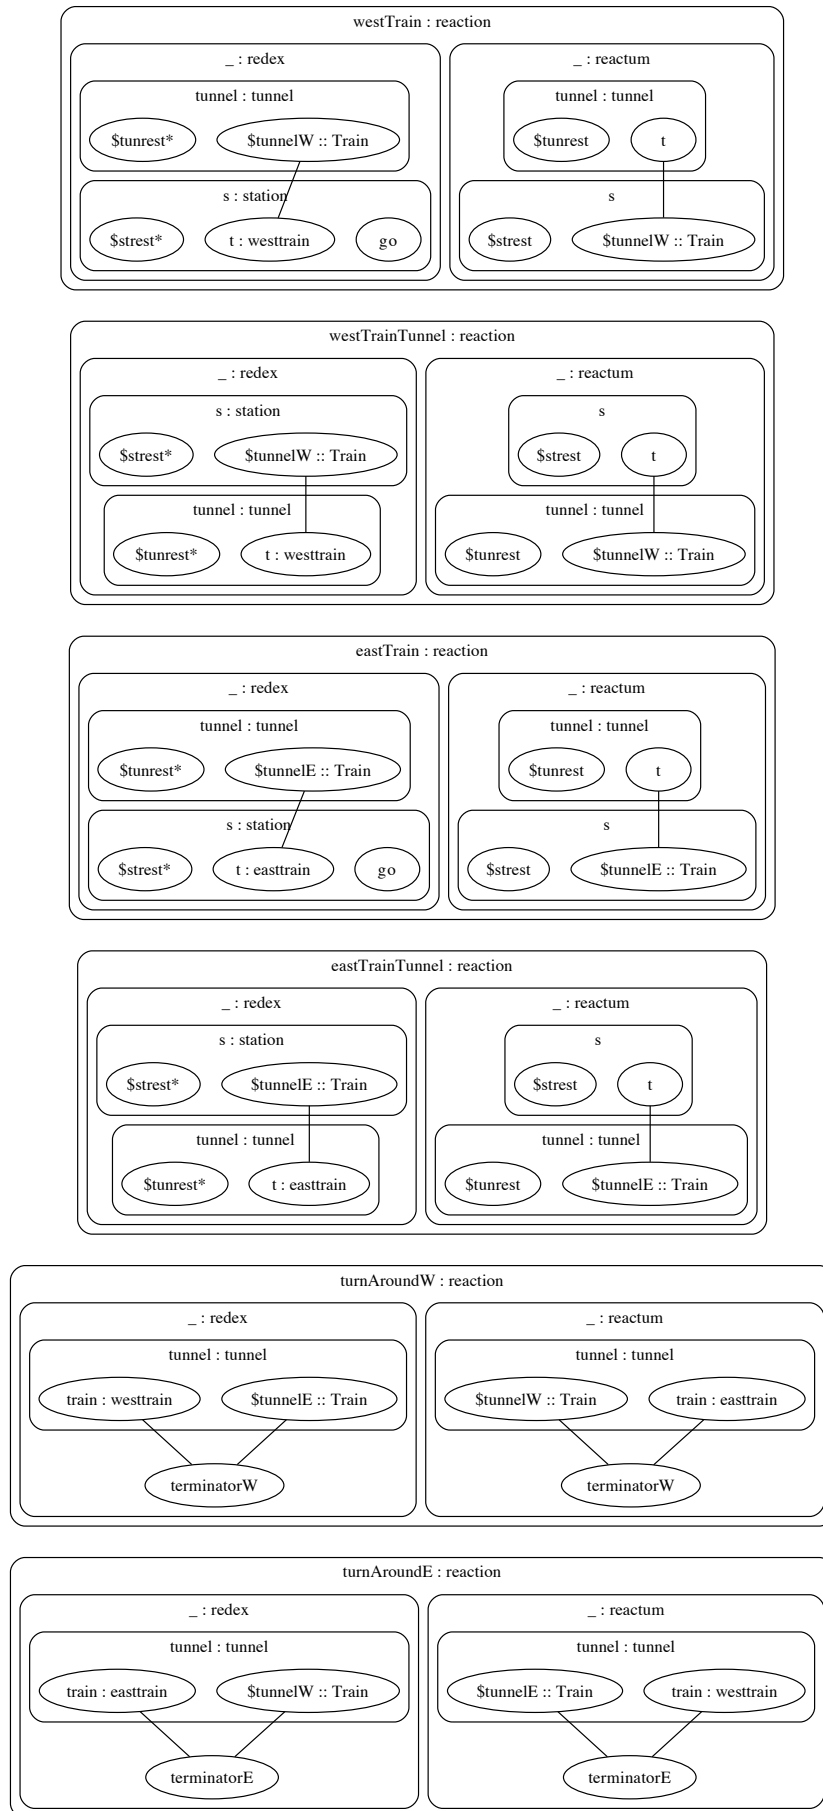 westTrain : reaction
_ : redex
_ : reactum
tunnel : tunnel
tunnel : tunnel
$tunrest*
$tunnelW :: Train
$tunrest
t
s : station
s
$strest*
t : westtrain
go
$strest
$tunnelW :: Train
westTrainTunnel : reaction
_ : redex
_ : reactum
s : station
s
$strest*
$tunnelW :: Train
$strest
t
tunnel : tunnel
tunnel : tunnel
$tunrest*
t : westtrain
$tunrest
$tunnelW :: Train
eastTrain : reaction
_ : redex
_ : reactum
tunnel : tunnel
tunnel : tunnel
$tunrest*
$tunnelE :: Train
$tunrest
t
s : station
s
$strest*
t : easttrain
go
$strest
$tunnelE :: Train
eastTrainTunnel : reaction
_ : redex
_ : reactum
s : station
s
$strest*
$tunnelE :: Train
$strest
t
tunnel : tunnel
tunnel : tunnel
$tunrest*
t : easttrain
$tunrest
$tunnelE :: Train
turnAroundW : reaction
_ : redex
_ : reactum
tunnel : tunnel
tunnel : tunnel
train : westtrain
$tunnelE :: Train
$tunnelW :: Train
train : easttrain
terminatorW
terminatorW
turnAroundE : reaction
_ : redex
_ : reactum
tunnel : tunnel
tunnel : tunnel
train : easttrain
$tunnelW :: Train
$tunnelE :: Train
train : westtrain
terminatorE
terminatorE